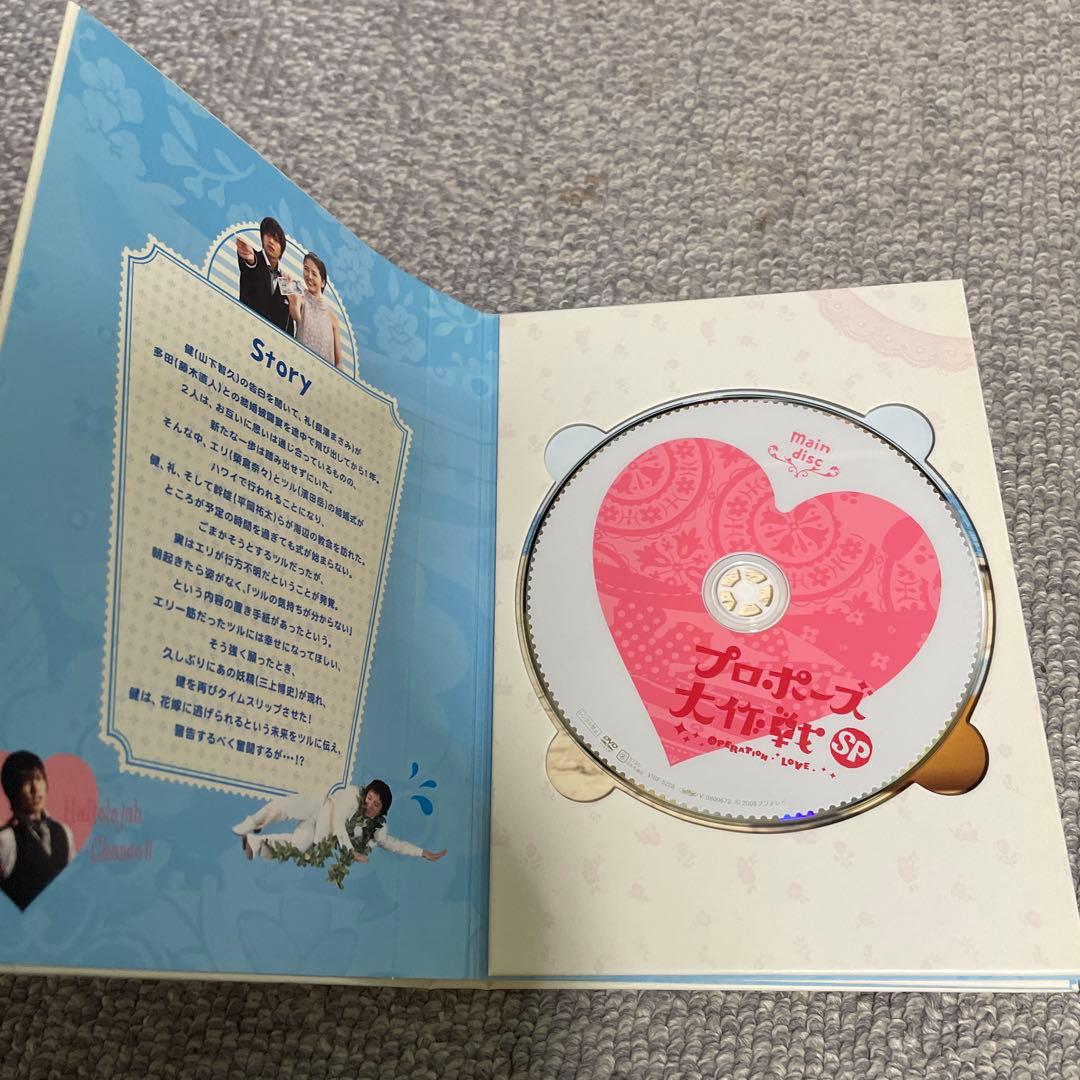 Story
健(山下智久)の告白を聞いて、礼(長澤まさみ)が
多田(藤木直人)との結婚披露宴を途中で飛び出してから1年。
2人は、お互いに思いは通じ合っているものの、
新たな一歩は踏み出せずにいた。
そんな中、エリ(榮倉奈々)とツル(濱田岳)の結婚式が
ハワイで行われることになり、
健、礼、そして幹雄(平岡祐太)らが海辺の教会を訪れた。
ところが予定の時間を過ぎても式が始まらない。
ごまかそうとするツルだったが、
実はエリが行方不明だということが発覚。
朝起きたら姿がなく、「ツルの気持ちが分からない」
という内容の置き手紙があったという。
エリ一筋だったツルには幸せになってほしい、
そう強く願ったとき、
久しぶりにあの妖精(三上博史)が現れ、
健を再びタイムスリップさせた!
健は、花嫁に逃げられるという未来をツルに伝え、
警告するべく奮闘するが…!?
Hallelujah
Chance!!
main
disc
プロポーズ
大作戦 SP
OPERATION LOVE
DVD
© 2008 フジテレビ